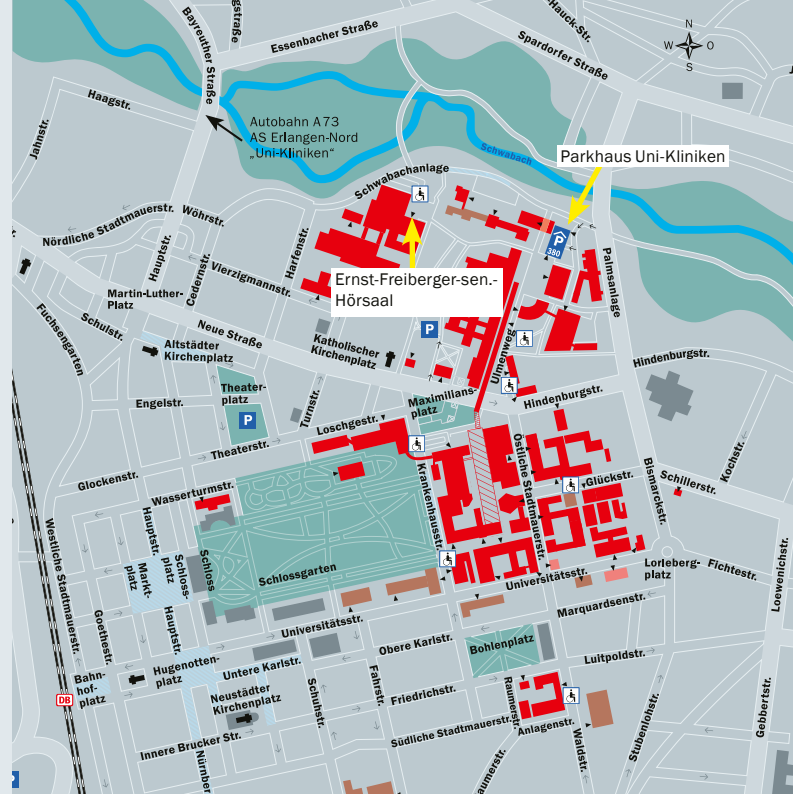 Bayreuther Straße
gstraße
Essenbacher Straße
Hauck-Str.
Spardorfer Straße
N
W
O
S
Haagstr.
Jahnstr.
Autobahn A 73
AS Erlangen-Nord
„Uni-Kliniken“
Schwabach
Parkhaus Uni-Kliniken
Schwabachanlage
Nördliche Stadtmauerstr.
Wöhrstr.
Hauptstr.
Cedernstr.
Vierzigmannstr.
Harfenstr.
P
380
Palmsanlage
Ernst-Freiberger-sen.-
Hörsaal
Martin-Luther-
Platz
Fuchsengarten
Schulstr.
Neue Straße
Altstädter
Kirchenplatz
Katholischer
Kirchenplatz
P
Ulmenweg
Hindenburgstr.
Engelstr.
Theater-
platz
P
Turnstr.
Maximilians-
platz
Hindenburgstr.
Loschgestr.
Theaterstr.
Glockenstr.
Wasserturmstr.
Krankenhausstr.
Östliche Stadtmauerstr.
Glückstr.
Bismarckstr.
Schillerstr.
Kochstr.
Westliche Stadtmauerstr.
Hauptstr.
Schloss-
platz
Markt-
platz
Schloss
Schlossgarten
Universitätsstr.
Lorleberg-
platz
Fichtestr.
Loewenichstr.
Goethestr.
Hauptstr.
Universitätsstr.
Marquardsenstr.
Obere Karlstr.
Bohlenplatz
Luitpoldstr.
Bahn-
hof-
platz
DB
Hugenotten-
platz
Untere Karlstr.
Neustädter
Kirchenplatz
Schuhstr.
Fahrstr.
Friedrichstr.
Raumerstr.
Südliche Stadtmauerstr.
Anlagenstr.
Waldstr.
Stubenlohstr.
Gebbertstr.
Innere Brucker Str.
Nürnber
aumerstr.
P